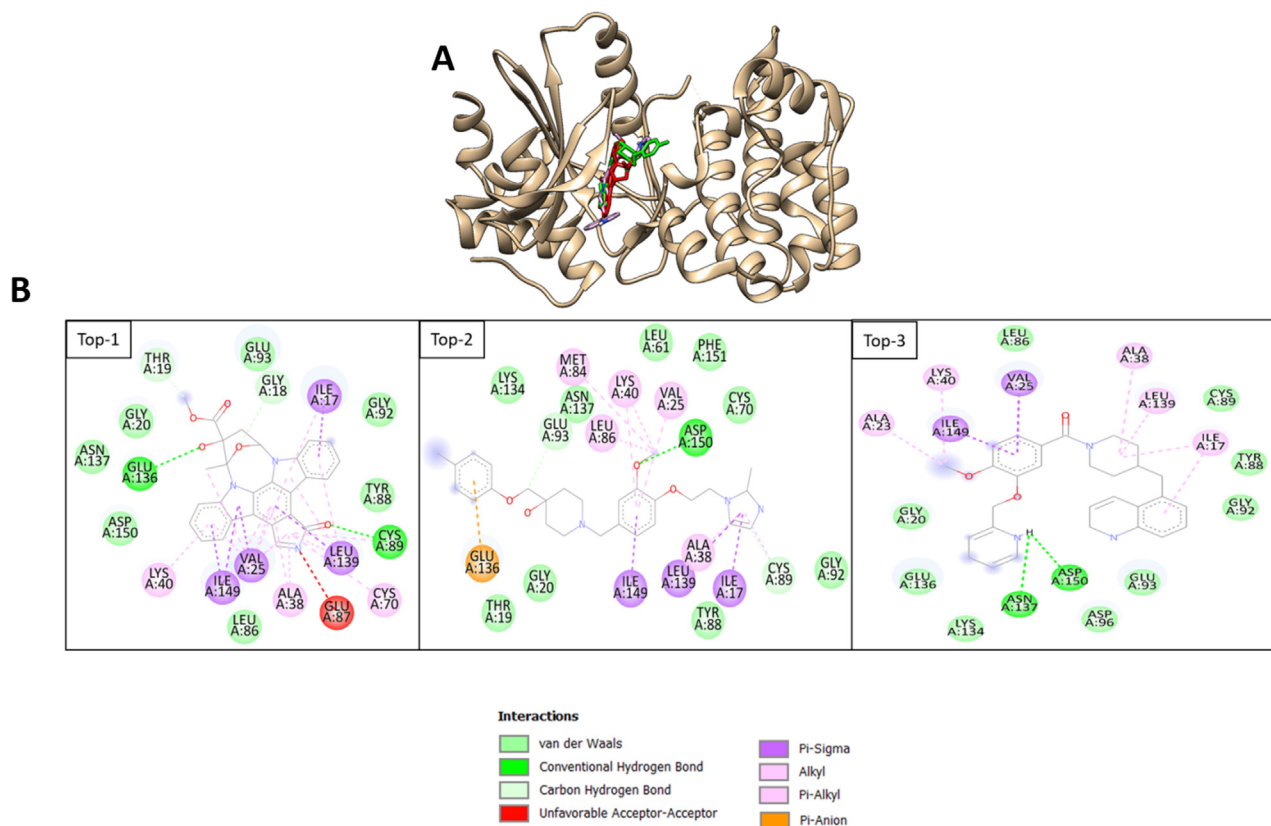 A
B
Top-1
THR
A:19
GLU
A:93
GLY
A:18
ILE
A:17
GLY
A:20
GLY
A:92
ASN
A:137
GLU
A:136
TYR
A:88
ASP
A:150
CYS
A:89
LYS
A:40
VAL
A:25
LEU
A:139
ILE
A:149
ALA
A:38
CYS
A:70
GLU
A:87
LEU
A:86
O
O
O
O
O
N
N
N
O
Top-2
LEU
A:61
PHE
A:151
MET
A:84
LYS
A:134
LYS
A:40
ASN
A:137
VAL
A:25
CYS
A:70
GLU
A:93
LEU
A:86
ASP
A:150
GLU
A:136
ALA
A:38
GLY
A:20
CYS
A:89
GLY
A:92
THR
A:19
ILE
A:149
LEU
A:139
ILE
A:17
TYR
A:88
O
O
N
O
O
N
N
Top-3
LEU
A:86
ALA
A:38
LYS
A:40
VAL
A:25
LEU
A:139
CYS
A:89
ALA
A:23
ILE
A:149
ILE
A:17
TYR
A:88
GLY
A:20
GLY
A:92
GLU
A:136
ASP
A:150
GLU
A:93
ASN
A:137
LYS
A:134
ASP
A:96
O
N
O
O
N
H
N
Interactions
van der Waals
Conventional Hydrogen Bond
Carbon Hydrogen Bond
Unfavorable Acceptor-Acceptor
Pi-Sigma
Alkyl
Pi-Alkyl
Pi-Anion